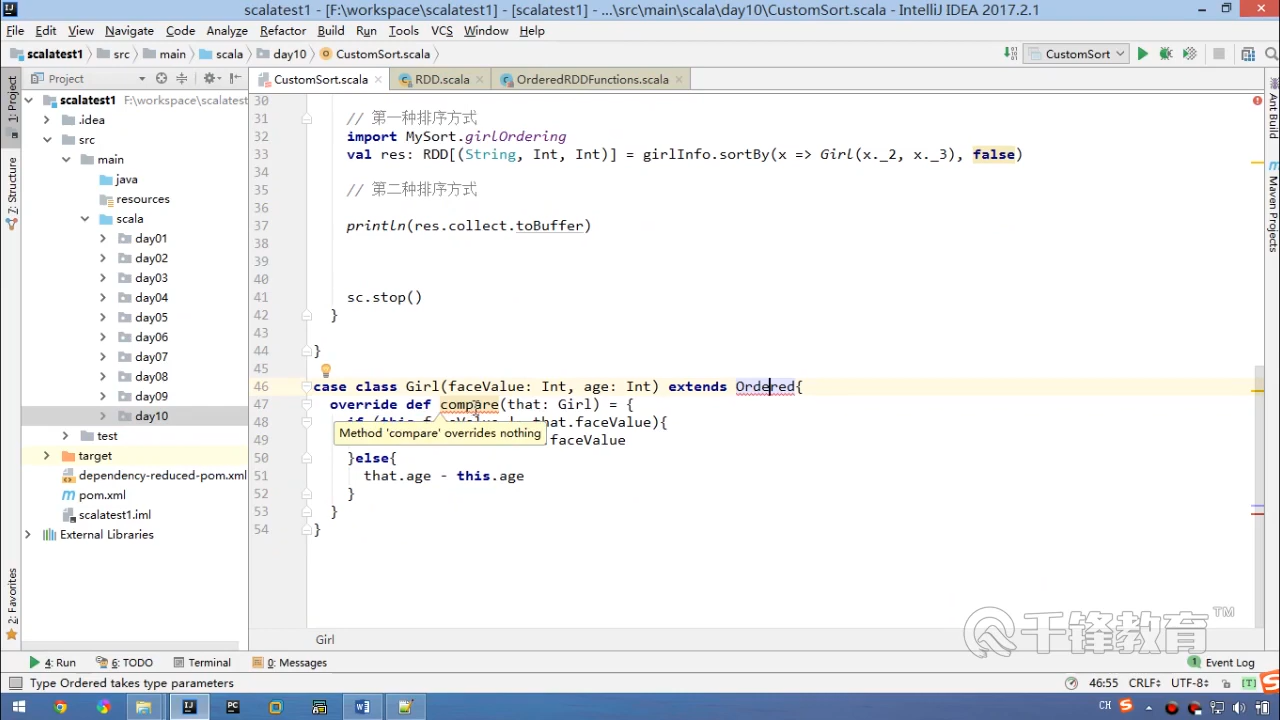 scalatest1 - [F:\workspace\scalatest1] - [scalatest1] - ...\src\main\scala\day10\CustomSort.scala - IntelliJ IDEA 2017.2.1
File Edit View Navigate Code Analyze Refactor Build Run Tools VCS Window Help
scalatest1 src main scala day10 CustomSort.scala CustomSort
Project CustomSort.scala RDD.scala OrderedRDDFunctions.scala
1: Project
7: Structure
2: Favorites
Ant Build
Maven Projects
scalatest1 F:\workspace\scalatest
.idea
src
main
java
resources
scala
day01
day02
day03
day04
day05
day06
day07
day08
day09
day10
test
target
dependency-reduced-pom.xml
pom.xml
scalatest1.iml
External Libraries
30
31 // 第一种排序方式
32 import MySort.girlOrdering
33 val res: RDD[(String, Int, Int)] = girlInfo.sortBy(x => Girl(x._2, x._3), false)
34
35 // 第二种排序方式
36
37 println(res.collect.toBuffer)
38
39
40
41 sc.stop()
42 }
43
44 }
45
46 case class Girl(faceValue: Int, age: Int) extends Ordered{
47 override def compare(that: Girl) = {
48 that.faceValue){
Method 'compare' overrides nothing
49 faceValue
50 }else{
51 that.age - this.age
52 }
53 }
54 }
千锋教育™
Girl
4: Run 6: TODO Terminal 0: Messages 1 Event Log
Type Ordered takes type parameters 46:55 CRLF UTF-8 [T]
CH